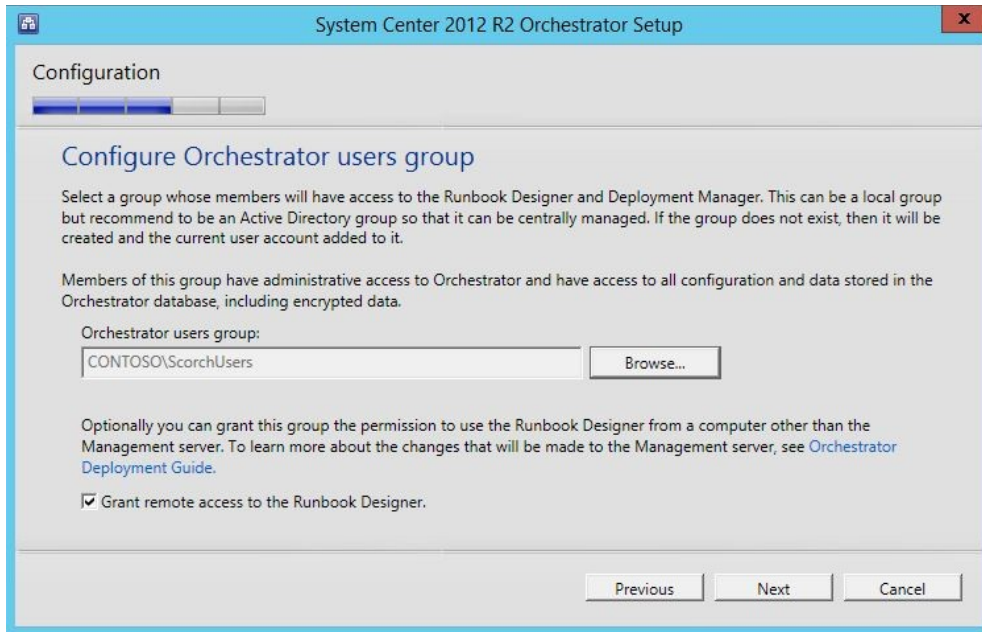 System Center 2012 R2 Orchestrator Setup
x
Configuration
Configure Orchestrator users group
Select a group whose members will have access to the Runbook Designer and Deployment Manager. This can be a local group
but recommend to be an Active Directory group so that it can be centrally managed. If the group does not exist, then it will be
created and the current user account added to it.
Members of this group have administrative access to Orchestrator and have access to all configuration and data stored in the
Orchestrator database, including encrypted data.
Orchestrator users group:
CONTOSO\ScorchUsers
Browse...
Optionally you can grant this group the permission to use the Runbook Designer from a computer other than the
Management server. To learn more about the changes that will be made to the Management server, see Orchestrator
Deployment Guide.
Grant remote access to the Runbook Designer.
Previous
Next
Cancel